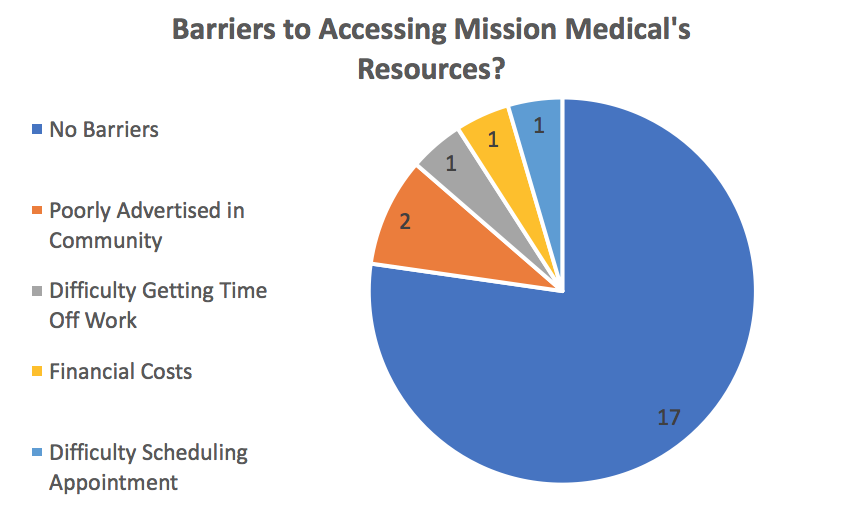 Barriers to Accessing Mission Medical's
Resources?
No Barriers
Poorly Advertised in
Community
Difficulty Getting Time
Off Work
Financial Costs
Difficulty Scheduling
Appointment
1
1
1
2
17